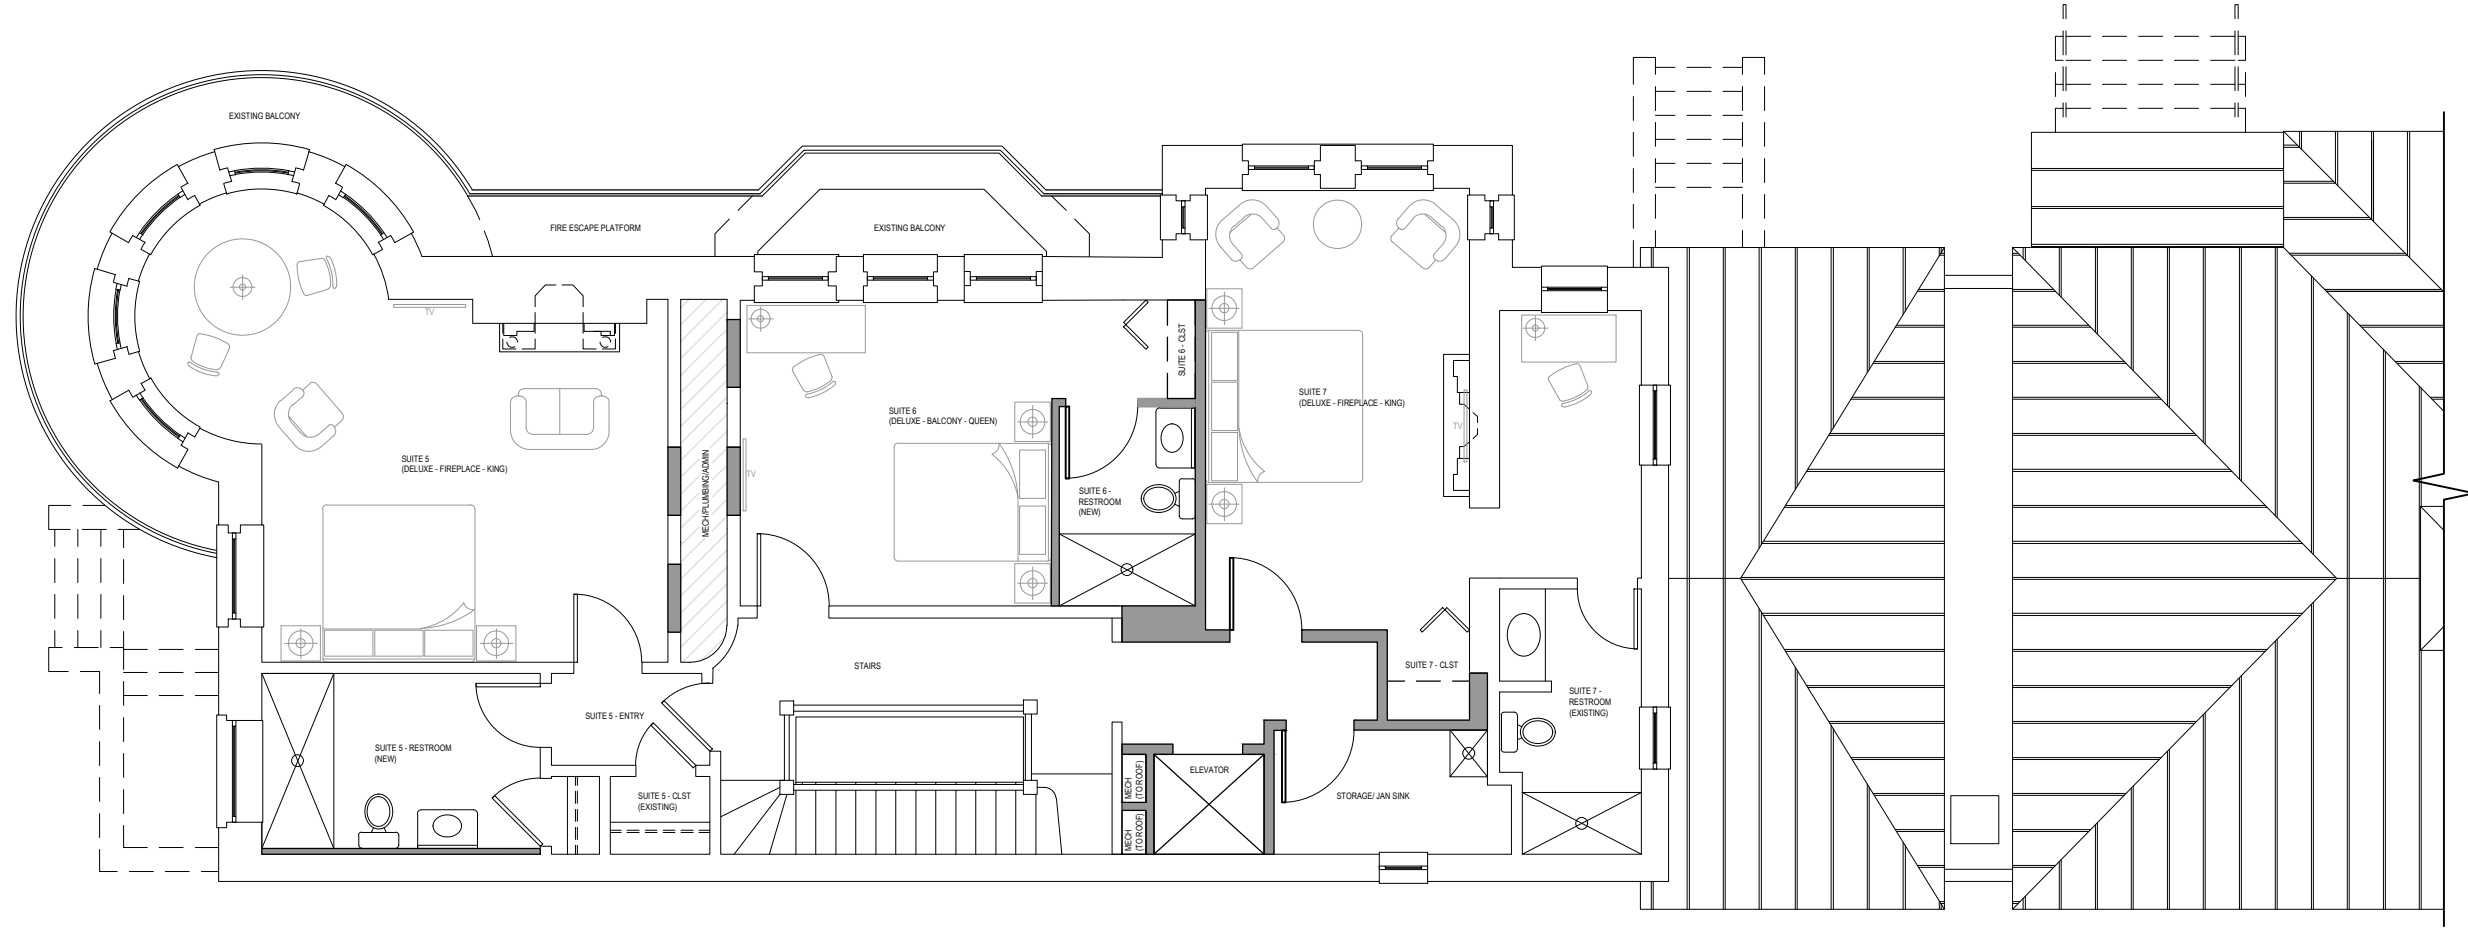 EXISTING BALCONY
FIRE ESCAPE PLATFORM
EXISTING BALCONY
TV
SUITE 5
(DELUXE - FIREPLACE - KING)
MECH/PLUMBING/ADMIN
TV
SUITE 6
(DELUXE - BALCONY - QUEEN)
SUITE 6 - CLST
SUITE 6 -
RESTROOM
(NEW)
SUITE 7
(DELUXE - FIREPLACE - KING)
TV
STAIRS
SUITE 5 - ENTRY
SUITE 5 - RESTROOM
(NEW)
SUITE 5 - CLST
(EXISTING)
MECH
(TO ROOF)
MECH
(TO ROOF)
ELEVATOR
STORAGE/ JAN SINK
SUITE 7 - CLST
SUITE 7 -
RESTROOM
(EXISTING)